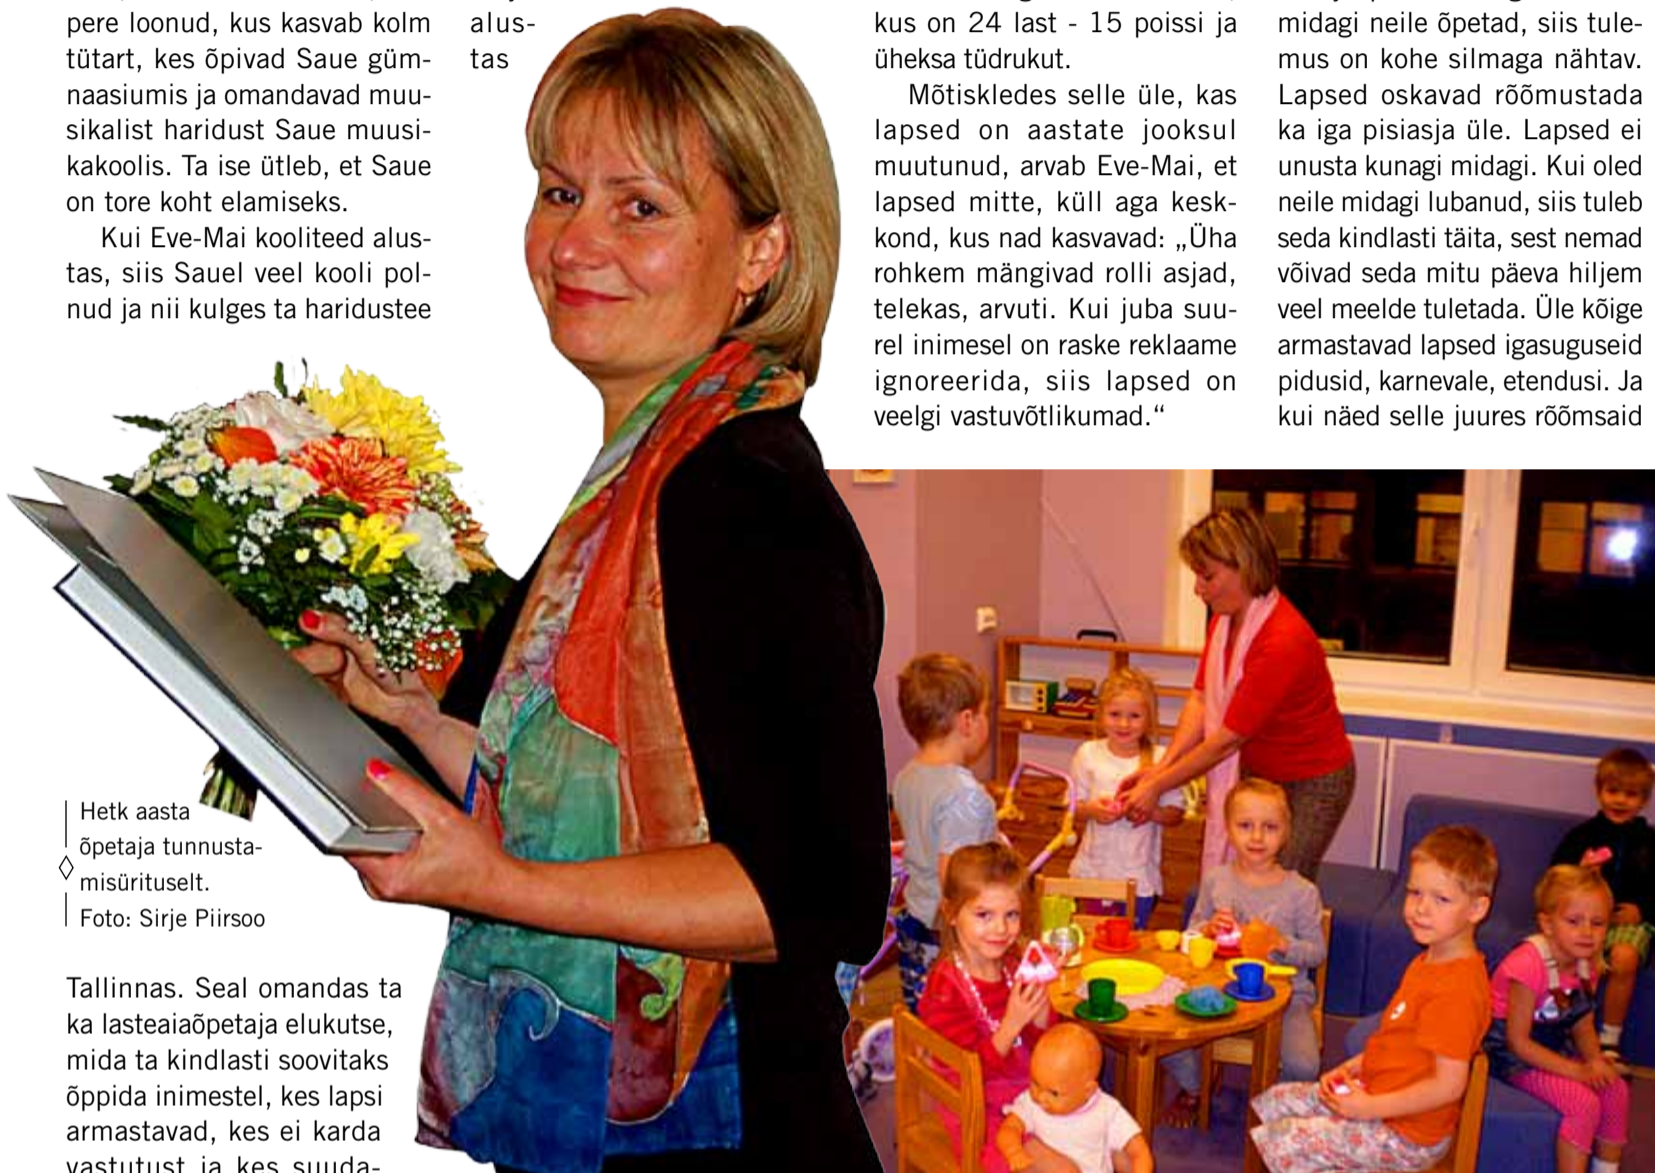 pere loonud, kus kasvab kolm
tütart, kes õpivad Saue güm-
naasiumis ja omandavad muu-
sikalist haridust Saue muusi-
kakoolis. Ta ise ütleb, et Saue
on tore koht elamiseks.
Kui Eve-Mai kooliteed alus-
tas, siis Sauel veel kooli pol-
nud ja nii kulges ta haridustee
Hetk aasta
õpetaja tunnusta-
misürituselt.
Foto: Sirje Piirsoo
Tallinnas. Seal omandas ta
ka lasteaiaõpetaja elukutse,
mida ta kindlasti soovitaks
õppida inimestel, kes lapsi
armastavad, kes ei karda
vastutust ja kes suuda-
alus-
tas
kus on 24 last - 15 poissi ja
üheksa tüdrukut.
Mõtiskledes selle üle, kas
lapsed on aastate jooksul
muutunud, arvab Eve-Mai, et
lapsed mitte, küll aga kesk-
kond, kus nad kasvavad: „Üha
rohkem mängivad rolli asjad,
telekas, arvuti. Kui juba suu-
rel inimesel on raske reklaame
ignoreerida, siis lapsed on
veelgi vastuvõtlikumad.“
midagi neile õpetad, siis tule-
mus on kohe silmaga nähtav.
Lapsed oskavad rõõmustada
ka iga pisiasja üle. Lapsed ei
unusta kunagi midagi. Kui oled
neile midagi lubanud, siis tuleb
seda kindlasti täita, sest nemad
võivad seda mitu päeva hiljem
veel meelde tuletada. Üle kõige
armastavad lapsed igasuguseid
pidusid, karnevale, etendusi. Ja
kui näed selle juures rõõmsaid